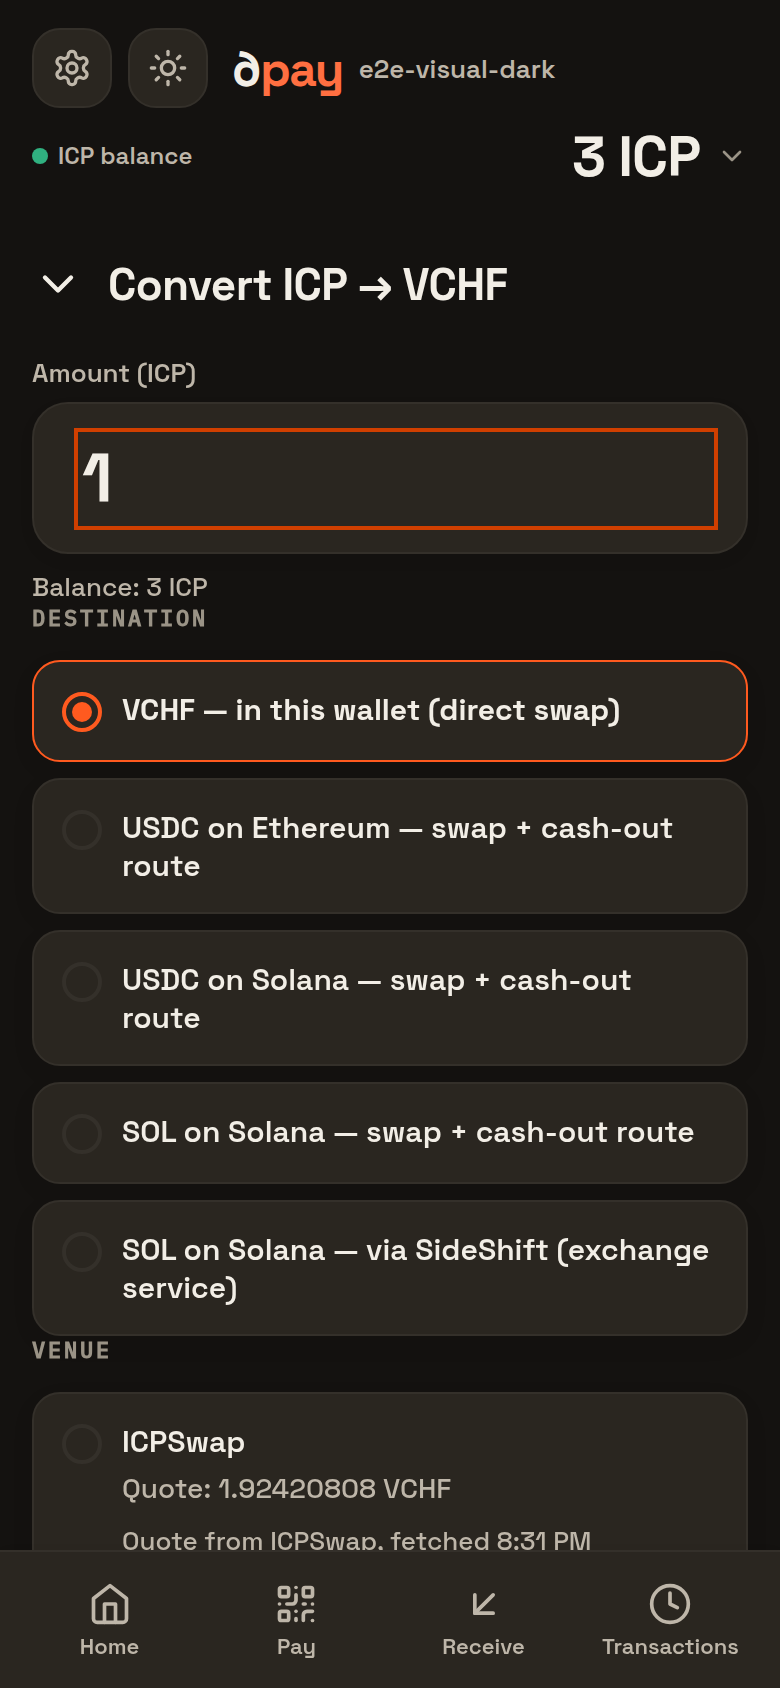 ∂pay e2e-visual-dark
ICP balance
3 ICP
Convert ICP → VCHF
Amount (ICP)
1
Balance: 3 ICP
DESTINATION
VCHF — in this wallet (direct swap)
USDC on Ethereum — swap + cash-out
route
USDC on Solana — swap + cash-out
route
SOL on Solana — swap + cash-out route
SOL on Solana — via SideShift (exchange
service)
VENUE
ICPSwap
Quote: 1.92420808 VCHF
Quote from ICPSwap, fetched 8:31 PM
Home
Pay
Receive
Transactions